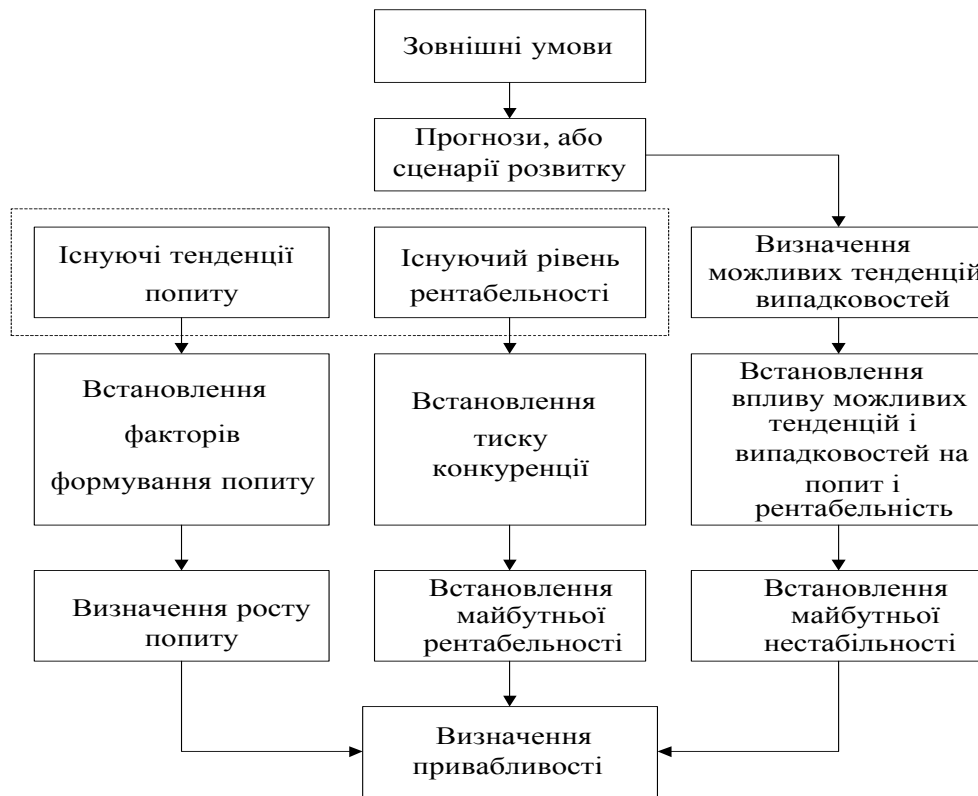 Зовнішні умови
Прогнози, або
сценарії розвитку
Існуючі тенденції
попиту
Існуючий рівень
рентабельності
Визначення
можливих тенденцій
випадковостей
Встановлення
факторів
формування попиту
Встановлення
тиску
конкуренції
Встановлення
впливу можливих
тенденцій і
випадковостей на
попит і
рентабельність
Визначення росту
попиту
Встановлення
майбутньої
рентабельності
Встановлення
майбутньої
нестабільності
Визначення
привабливості